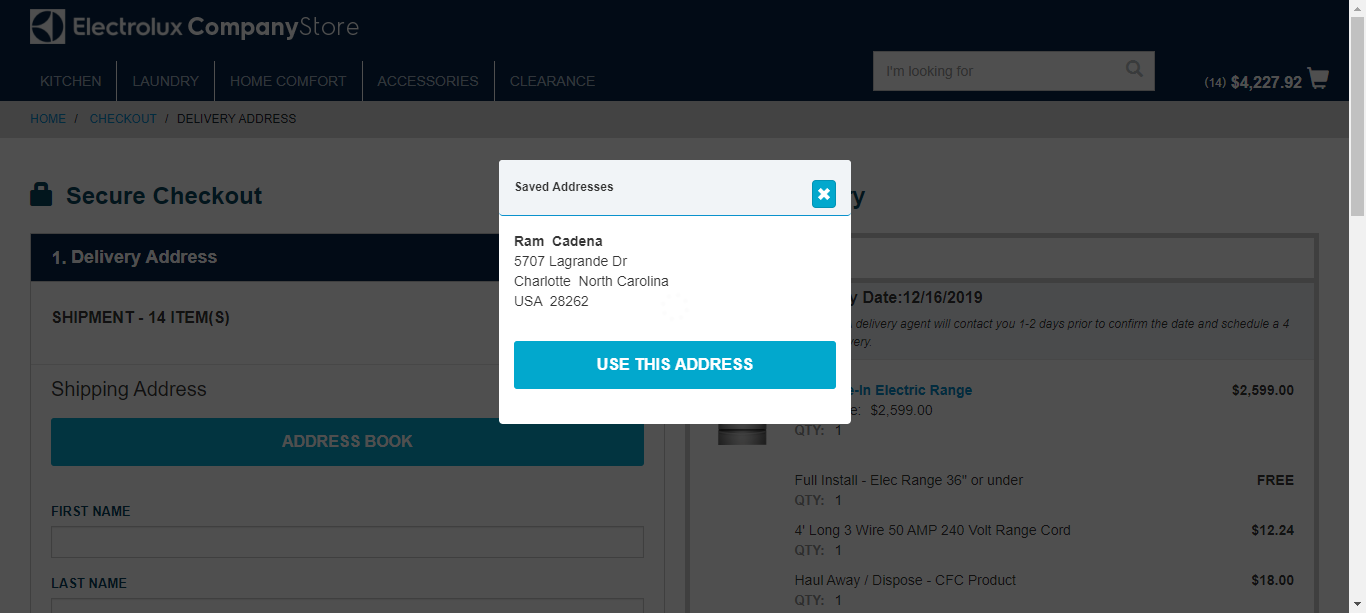 Electrolux CompanyStore
KITCHEN
LAUNDRY
HOME COMFORT
ACCESSORIES
CLEARANCE
I'm looking for
(14) $4,227.92
HOME / CHECKOUT / DELIVERY ADDRESS
Secure Checkout
1. Delivery Address
SHIPMENT - 14 ITEM(S)
Shipping Address
ADDRESS BOOK
FIRST NAME
LAST NAME
Saved Addresses
Ram Cadena
5707 Lagrande Dr
Charlotte North Carolina
USA 28262
USE THIS ADDRESS
y
y Date:12/16/2019
delivery agent will contact you 1-2 days prior to confirm the date and schedule a 4
very.
e-In Electric Range $2,599.00
e: $2,599.00
QTY: 1
Full Install - Elec Range 36" or under FREE
QTY: 1
4' Long 3 Wire 50 AMP 240 Volt Range Cord $12.24
QTY: 1
Haul Away / Dispose - CFC Product $18.00
QTY: 1